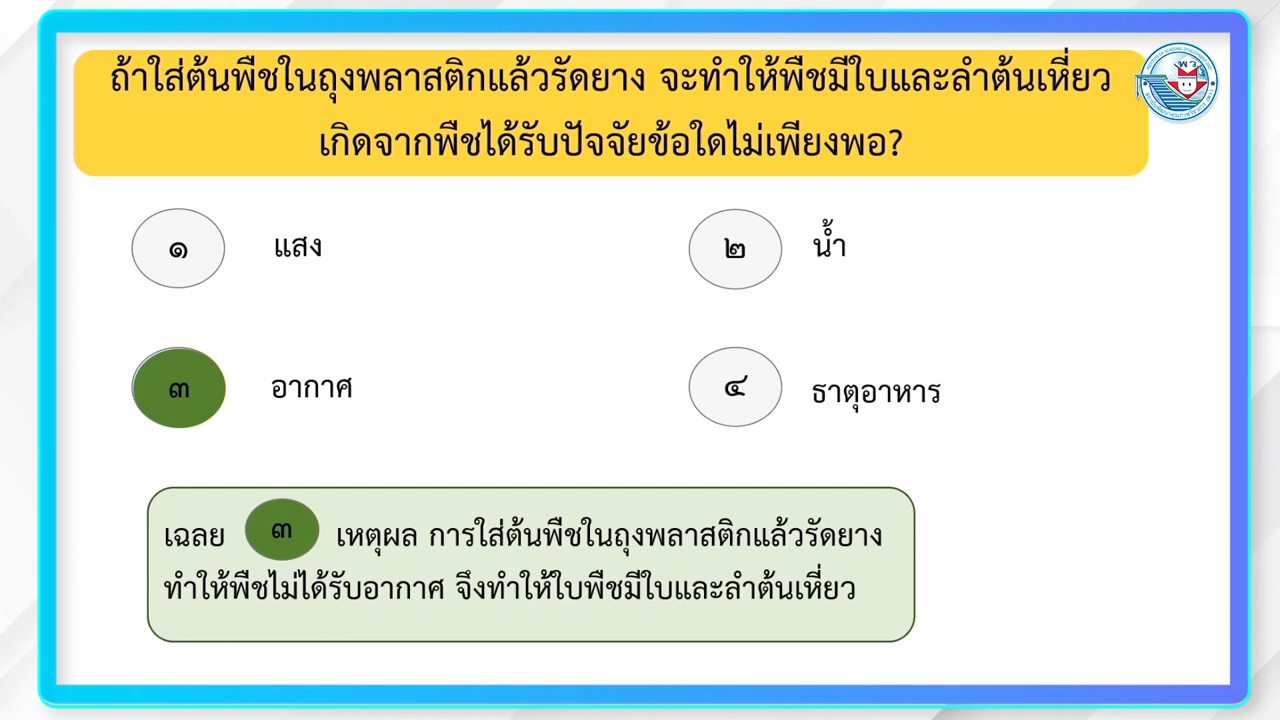 ถ้าใส่ต้นพืชในถุงพลาสติกแล้วรัดยาง จะทำให้พืชมีใบและลำต้นเหี่ยว
เกิดจากพืชได้รับปัจจัยข้อใดไม่เพียงพอ?
พว
๑ แสง
๒ น้ำ
๓ อากาศ
๔ ธาตุอาหาร
เฉลย ๓ เหตุผล การใส่ต้นพืชในถุงพลาสติกแล้วรัดยาง
ทำให้พืชไม่ได้รับอากาศ จึงทำให้ใบพืชมีใบและลำต้นเหี่ยว